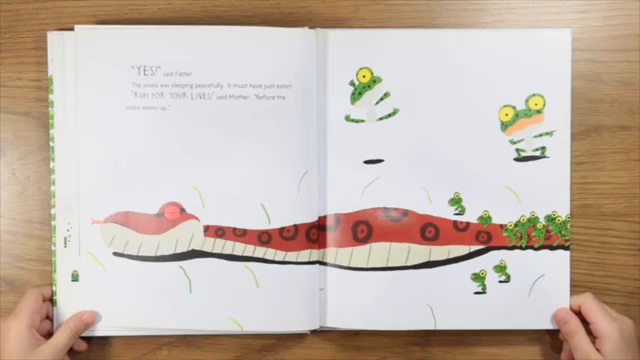 "YES!" said Father.
The snake was sleeping peacefully. It must have just eaten.
"RUN FOR YOUR LIVES" said Mother. "Before the
snake wakes up."